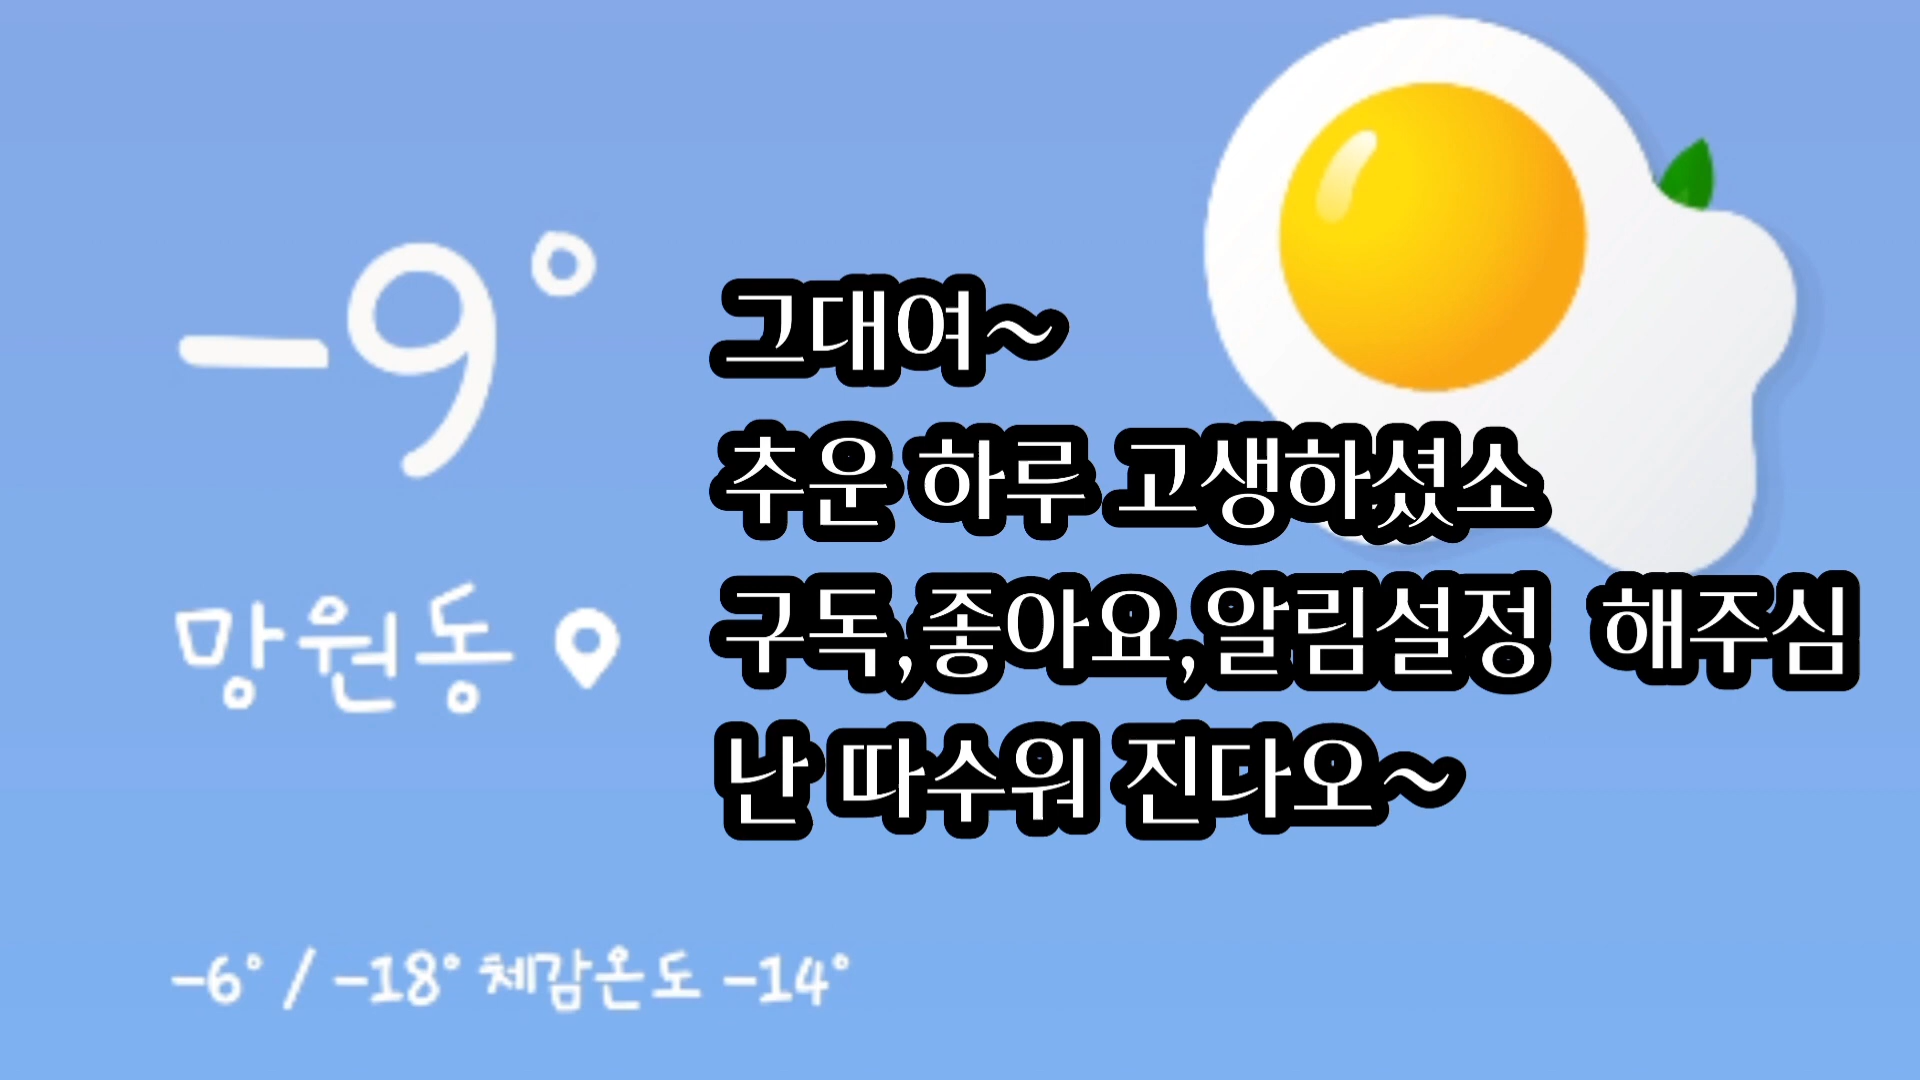 -9°
그대여~
추운 하루 고생하셨소
구독,좋아요,알림설정 해주심
난 따수워 진다오~
망원동
-6° / -18° 체감온도 -14°